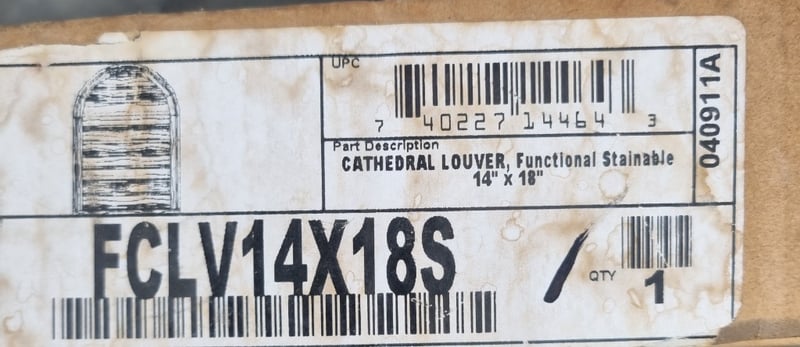 UPC
7 40227 14464 3
040911A
Part Description
CATHEDRAL LOUVER, Functional Stainable
14" x 18"
FCLV14X18S
QTY
1